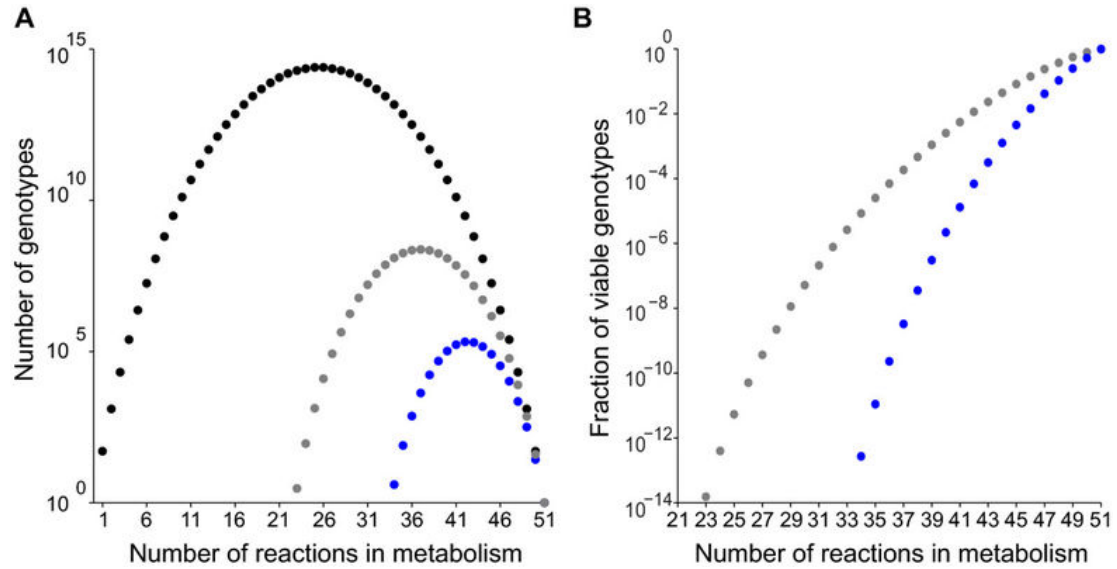 A
B
Number of genotypes
10^15
10^10
10^5
10^0
1 6 11 16 21 26 31 36 41 46 51
Number of reactions in metabolism
Fraction of viable genotypes
10^0
10^-2
10^-4
10^-6
10^-8
10^-10
10^-12
10^-14
21 23 25 27 29 31 33 35 37 39 41 43 45 47 49 51
Number of reactions in metabolism